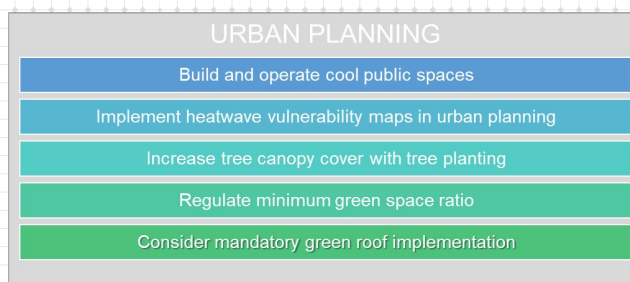 URBAN PLANNING
Build and operate cool public spaces
Implement heatwave vulnerability maps in urban planning
Increase tree canopy cover with tree planting
Regulate minimum green space ratio
Consider mandatory green roof implementation